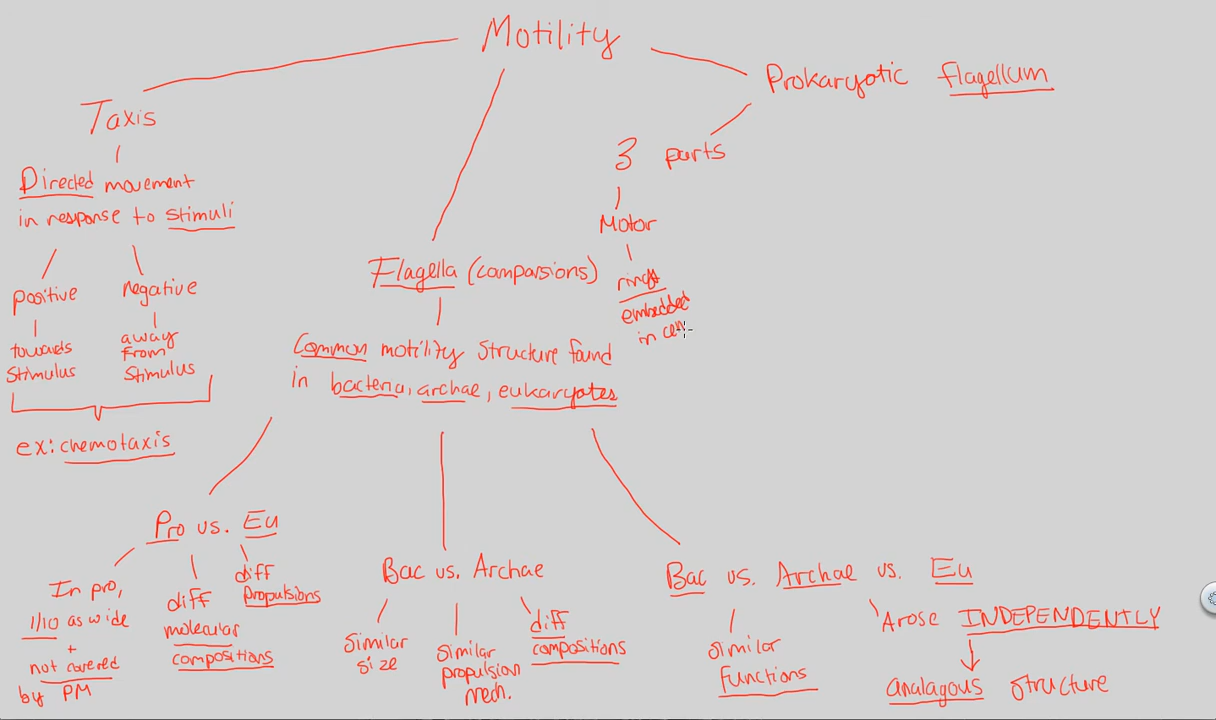 Motility
Taxis
Directed movement
in response to stimuli
positive
towards
stimulus
negative
away
from
stimulus
ex: chemotaxis
Flagella (comparsions)
Common motility structure found
in bacteria, archae, eukaryotes
Pro vs. Eu
In pro,
1/10 as wide
+
not covered
by PM
diff
molecular
compositions
diff
propulsions
Bac vs. Archae
similar
size
similar
propulsion
mech.
diff
compositions
Bac vs. Archae vs. Eu
similar
functions
Arose INDEPENDENTLY
analagous structure
Prokaryotic flagellum
3 parts
Motor
embedded
in